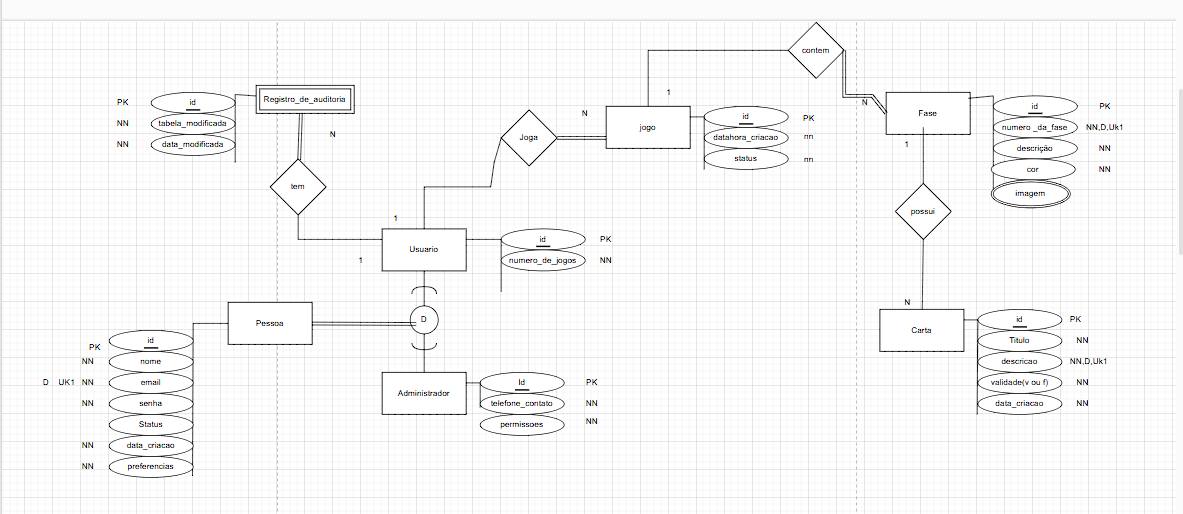 contem
PK
id
Registro_de_auditoria
NN
tabela_modificada
NN
data_modificada
N
tem
Joga
N
1
jogo
id
PK
datahora_criacao
nn
status
nn
N
Fase
id
PK
numero _da_fase
NN,D,Uk1
descrição
NN
cor
NN
imagem
1
possui
N
1
1
Usuario
id
PK
numero_de_jogos
NN
Pessoa
D
PK
id
NN
nome
D
UK1
NN
email
NN
senha
Status
NN
data_criacao
NN
preferencias
Administrador
Id
PK
telefone_contato
NN
permissoes
NN
Carta
id
PK
Titulo
NN
descricao
NN,D,Uk1
validade(v ou f)
NN
data_criacao
NN